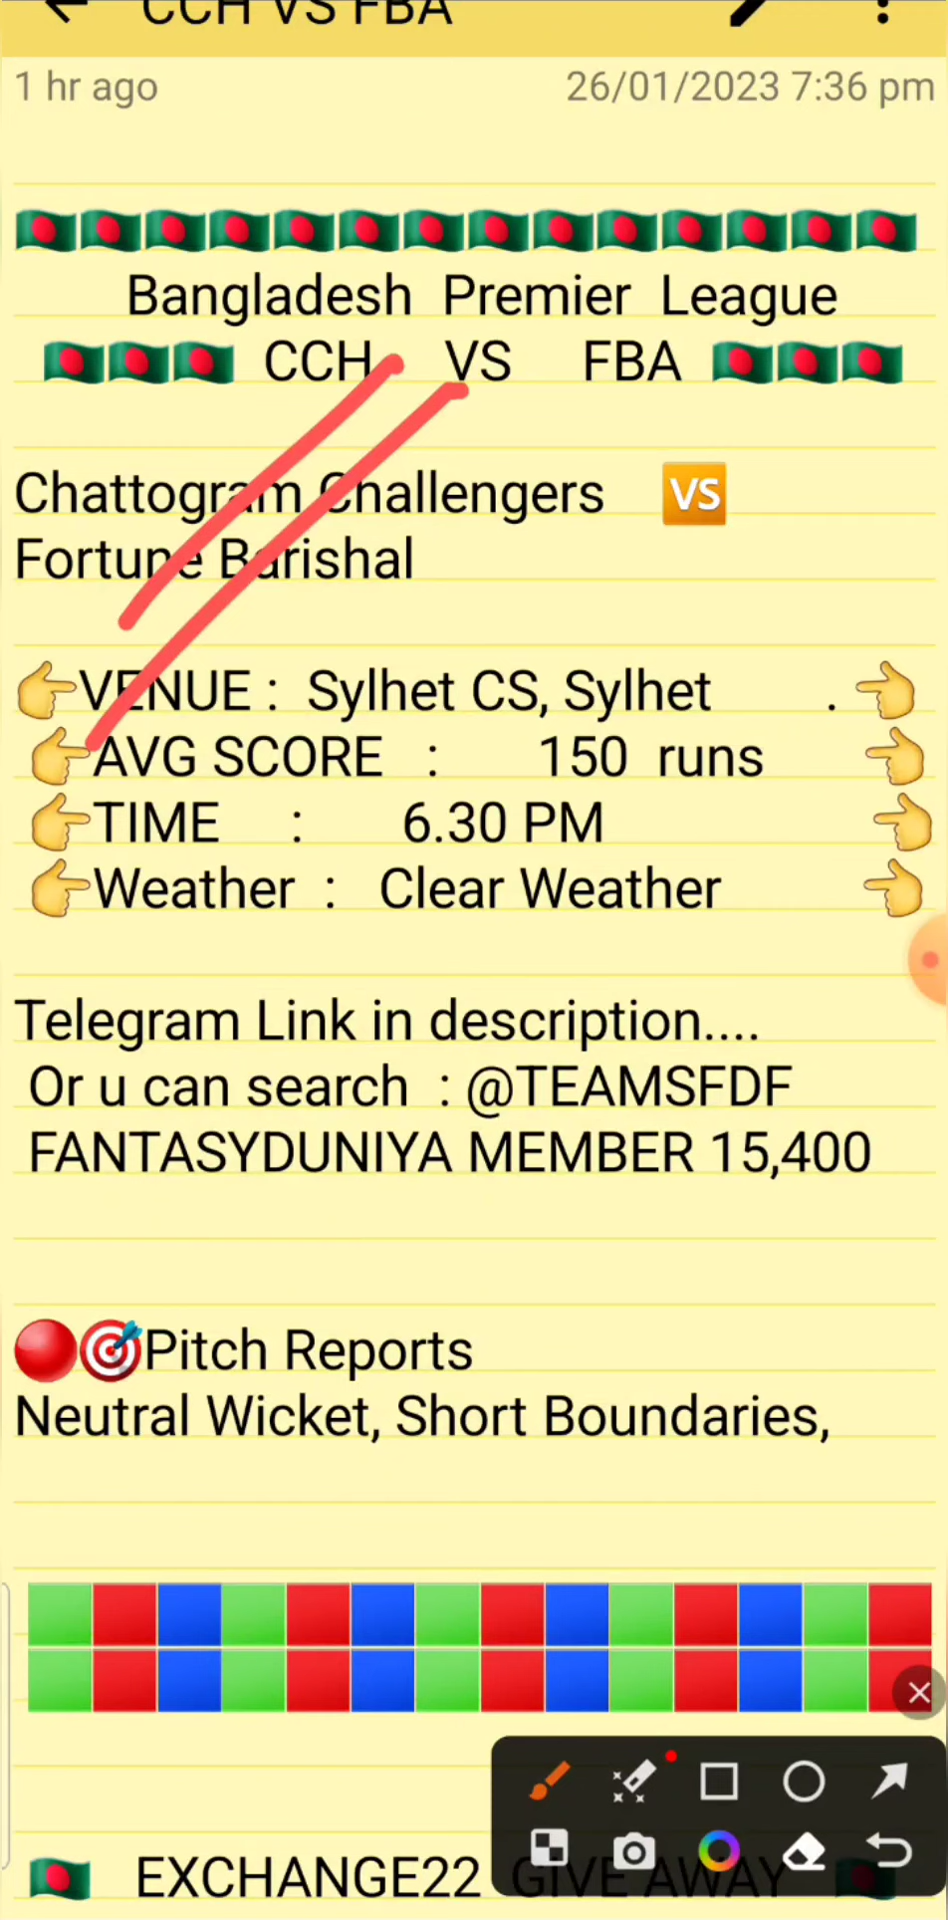 CCH VS FBA
1 hr ago 26/01/2023 7:36 pm
Bangladesh Premier League
CCH VS FBA
Chattogram Challengers VS
Fortune Barishal
VENUE : Sylhet CS, Sylhet .
AVG SCORE : 150 runs
TIME : 6.30 PM
Weather : Clear Weather
Telegram Link in description....
Or u can search : @TEAMSFDF
FANTASYDUNIYA MEMBER 15,400
Pitch Reports
Neutral Wicket, Short Boundaries,
EXCHANGE22 GIVE AWAY